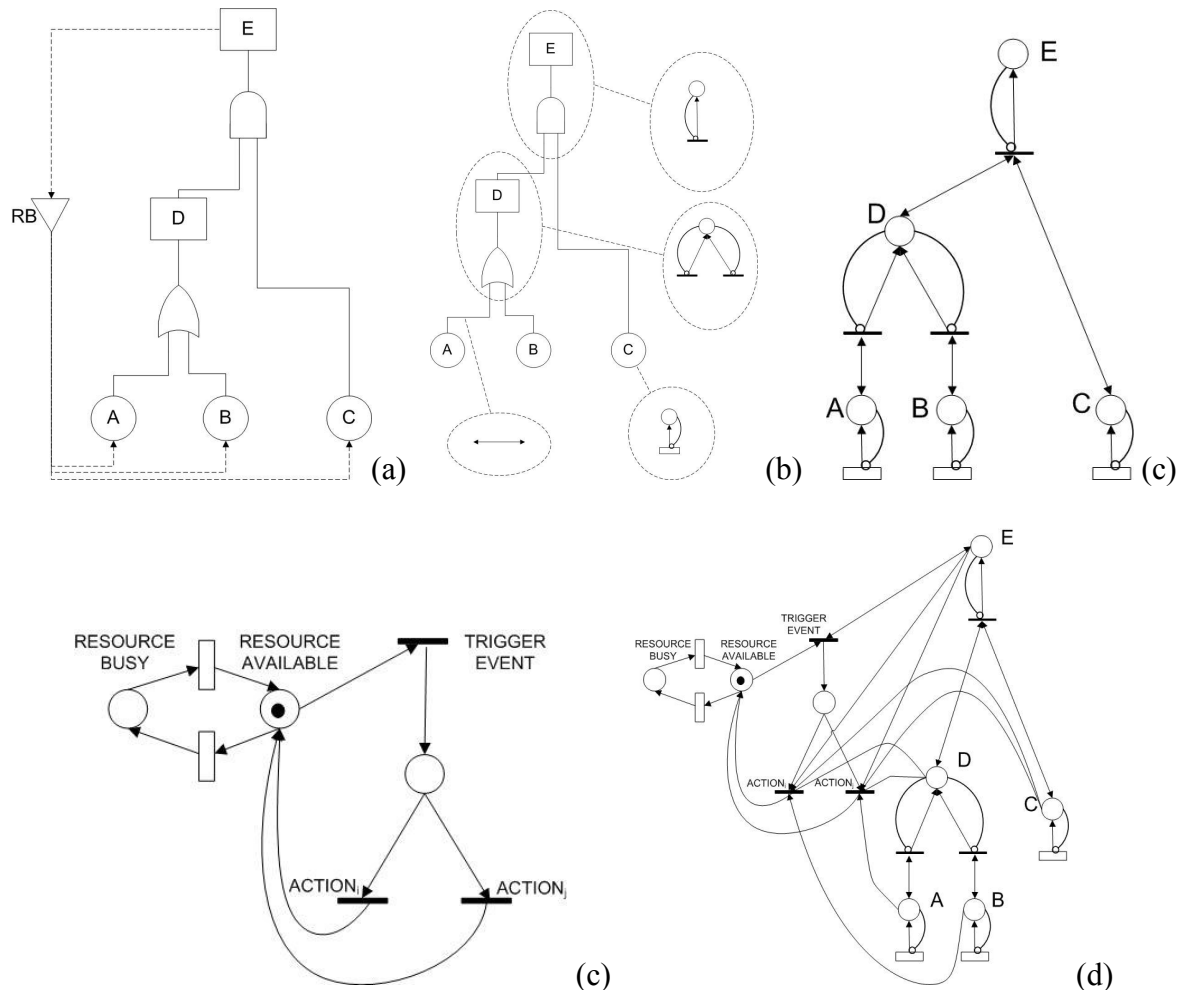 E
RB
D
A
B
C
(a)
E
D
A
B
C
(b)
E
D
A
B
C
(c)
RESOURCE
BUSY
RESOURCE
AVAILABLE
TRIGGER
EVENT
ACTIONi
ACTIONj
(c)
E
TRIGGER
EVENT
RESOURCE
BUSY
RESOURCE
AVAILABLE
D
ACTION
ACTION
C
A
B
(d)